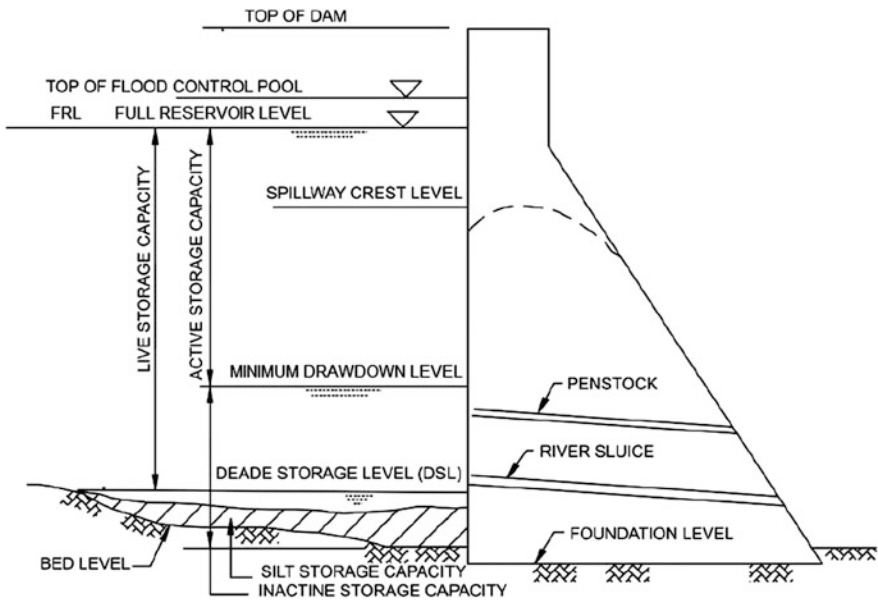 TOP OF DAM
TOP OF FLOOD CONTROL POOL
FRL FULL RESERVOIR LEVEL
LIVE STORAGE CAPACITY
ACTIVE STORAGE CAPACITY
SPILLWAY CREST LEVEL
MINIMUM DRAWDOWN LEVEL
PENSTOCK
RIVER SLUICE
DEADE STORAGE LEVEL (DSL)
FOUNDATION LEVEL
BED LEVEL
SILT STORAGE CAPACITY
INACTINE STORAGE CAPACITY